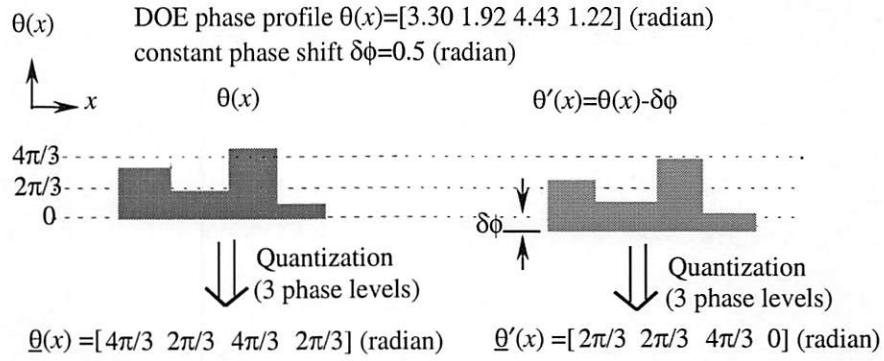 θ(x)
DOE phase profile θ(x)=[3.30 1.92 4.43 1.22] (radian)
constant phase shift δϕ=0.5 (radian)
x
θ(x)
θ′(x)=θ(x)-δϕ
4π/3
2π/3
0
δϕ
Quantization
(3 phase levels)
Quantization
(3 phase levels)
θ(x) =[4π/3 2π/3 4π/3 2π/3] (radian)
θ′(x) =[2π/3 2π/3 4π/3 0] (radian)